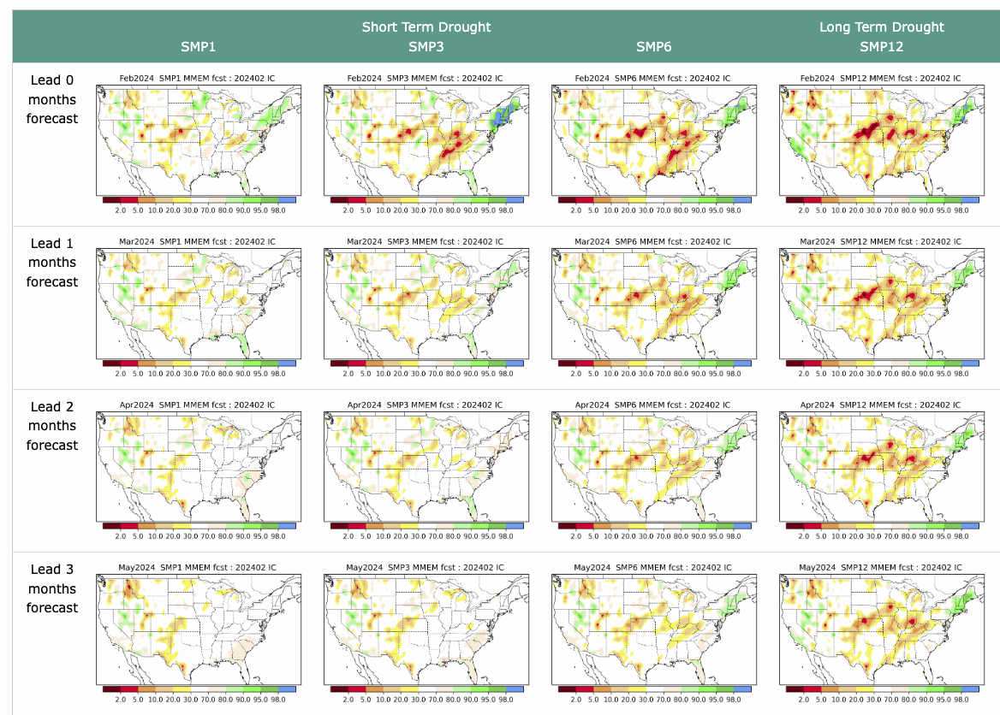 Short Term Drought
Long Term Drought
SMP1
SMP3
SMP6
SMP12
Lead 0
months
forecast
Feb2024 SMP1 MMEM fcst : 202402 IC
2.0 5.0 10.0 20.0 30.0 70.0 80.0 90.0 95.0 98.0
Feb2024 SMP3 MMEM fcst : 202402 IC
2.0 5.0 10.0 20.0 30.0 70.0 80.0 90.0 95.0 98.0
Feb2024 SMP6 MMEM fcst : 202402 IC
2.0 5.0 10.0 20.0 30.0 70.0 80.0 90.0 95.0 98.0
Feb2024 SMP12 MMEM fcst : 202402 IC
2.0 5.0 10.0 20.0 30.0 70.0 80.0 90.0 95.0 98.0
Lead 1
months
forecast
Mar2024 SMP1 MMEM fcst : 202402 IC
2.0 5.0 10.0 20.0 30.0 70.0 80.0 90.0 95.0 98.0
Mar2024 SMP3 MMEM fcst : 202402 IC
2.0 5.0 10.0 20.0 30.0 70.0 80.0 90.0 95.0 98.0
Mar2024 SMP6 MMEM fcst : 202402 IC
2.0 5.0 10.0 20.0 30.0 70.0 80.0 90.0 95.0 98.0
Mar2024 SMP12 MMEM fcst : 202402 IC
2.0 5.0 10.0 20.0 30.0 70.0 80.0 90.0 95.0 98.0
Lead 2
months
forecast
Apr2024 SMP1 MMEM fcst : 202402 IC
2.0 5.0 10.0 20.0 30.0 70.0 80.0 90.0 95.0 98.0
Apr2024 SMP3 MMEM fcst : 202402 IC
2.0 5.0 10.0 20.0 30.0 70.0 80.0 90.0 95.0 98.0
Apr2024 SMP6 MMEM fcst : 202402 IC
2.0 5.0 10.0 20.0 30.0 70.0 80.0 90.0 95.0 98.0
Apr2024 SMP12 MMEM fcst : 202402 IC
2.0 5.0 10.0 20.0 30.0 70.0 80.0 90.0 95.0 98.0
Lead 3
months
forecast
May2024 SMP1 MMEM fcst : 202402 IC
2.0 5.0 10.0 20.0 30.0 70.0 80.0 90.0 95.0 98.0
May2024 SMP3 MMEM fcst : 202402 IC
2.0 5.0 10.0 20.0 30.0 70.0 80.0 90.0 95.0 98.0
May2024 SMP6 MMEM fcst : 202402 IC
2.0 5.0 10.0 20.0 30.0 70.0 80.0 90.0 95.0 98.0
May2024 SMP12 MMEM fcst : 202402 IC
2.0 5.0 10.0 20.0 30.0 70.0 80.0 90.0 95.0 98.0